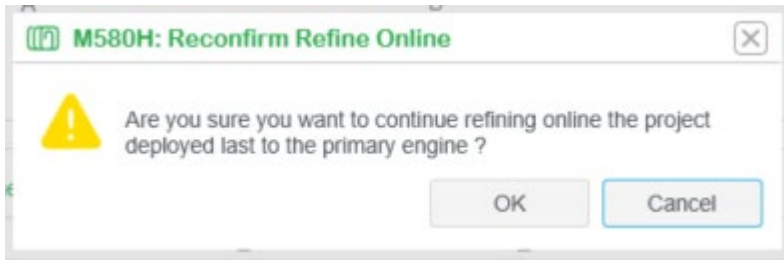 M580H: Reconfirm Refine Online
Are you sure you want to continue refining online the project
deployed last to the primary engine ?
OK
Cancel